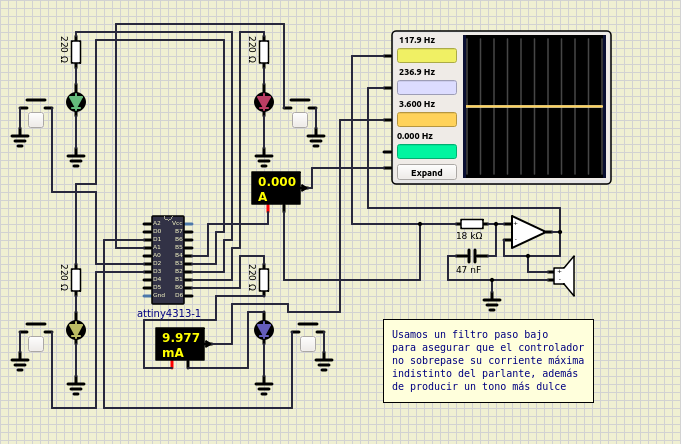 117.9 Hz
236.9 Hz
3.600 Hz
0.000 Hz
Expand
220 Ω
220 Ω
0.000
A
A2 Vcc
D0 B7
D1 B6
A1 B5
A0 B4
D2 B3
D3 B2
D4 B1
D5 B0
Gnd D6
attiny4313-1
220 Ω
220 Ω
9.977
mA
18 kΩ
47 nF
Usamos un filtro paso bajo
para asegurar que el controlador
no sobrepase su corriente máxima
indistinto del parlante, además
de producir un tono más dulce